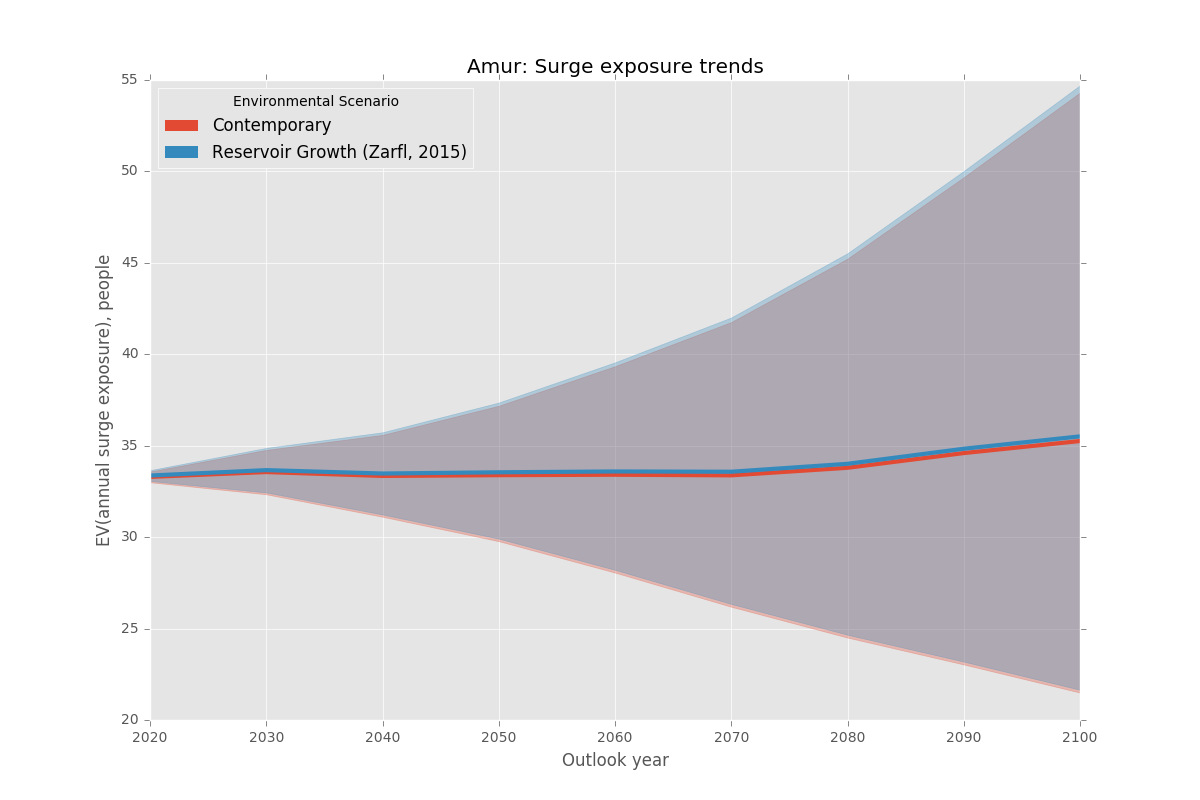 Amur: Surge exposure trends
Environmental Scenario
Contemporary
Reservoir Growth (Zarfl, 2015)
EV(annual surge exposure), people
55
50
45
40
35
30
25
20
2020 2030 2040 2050 2060 2070 2080 2090 2100
Outlook year